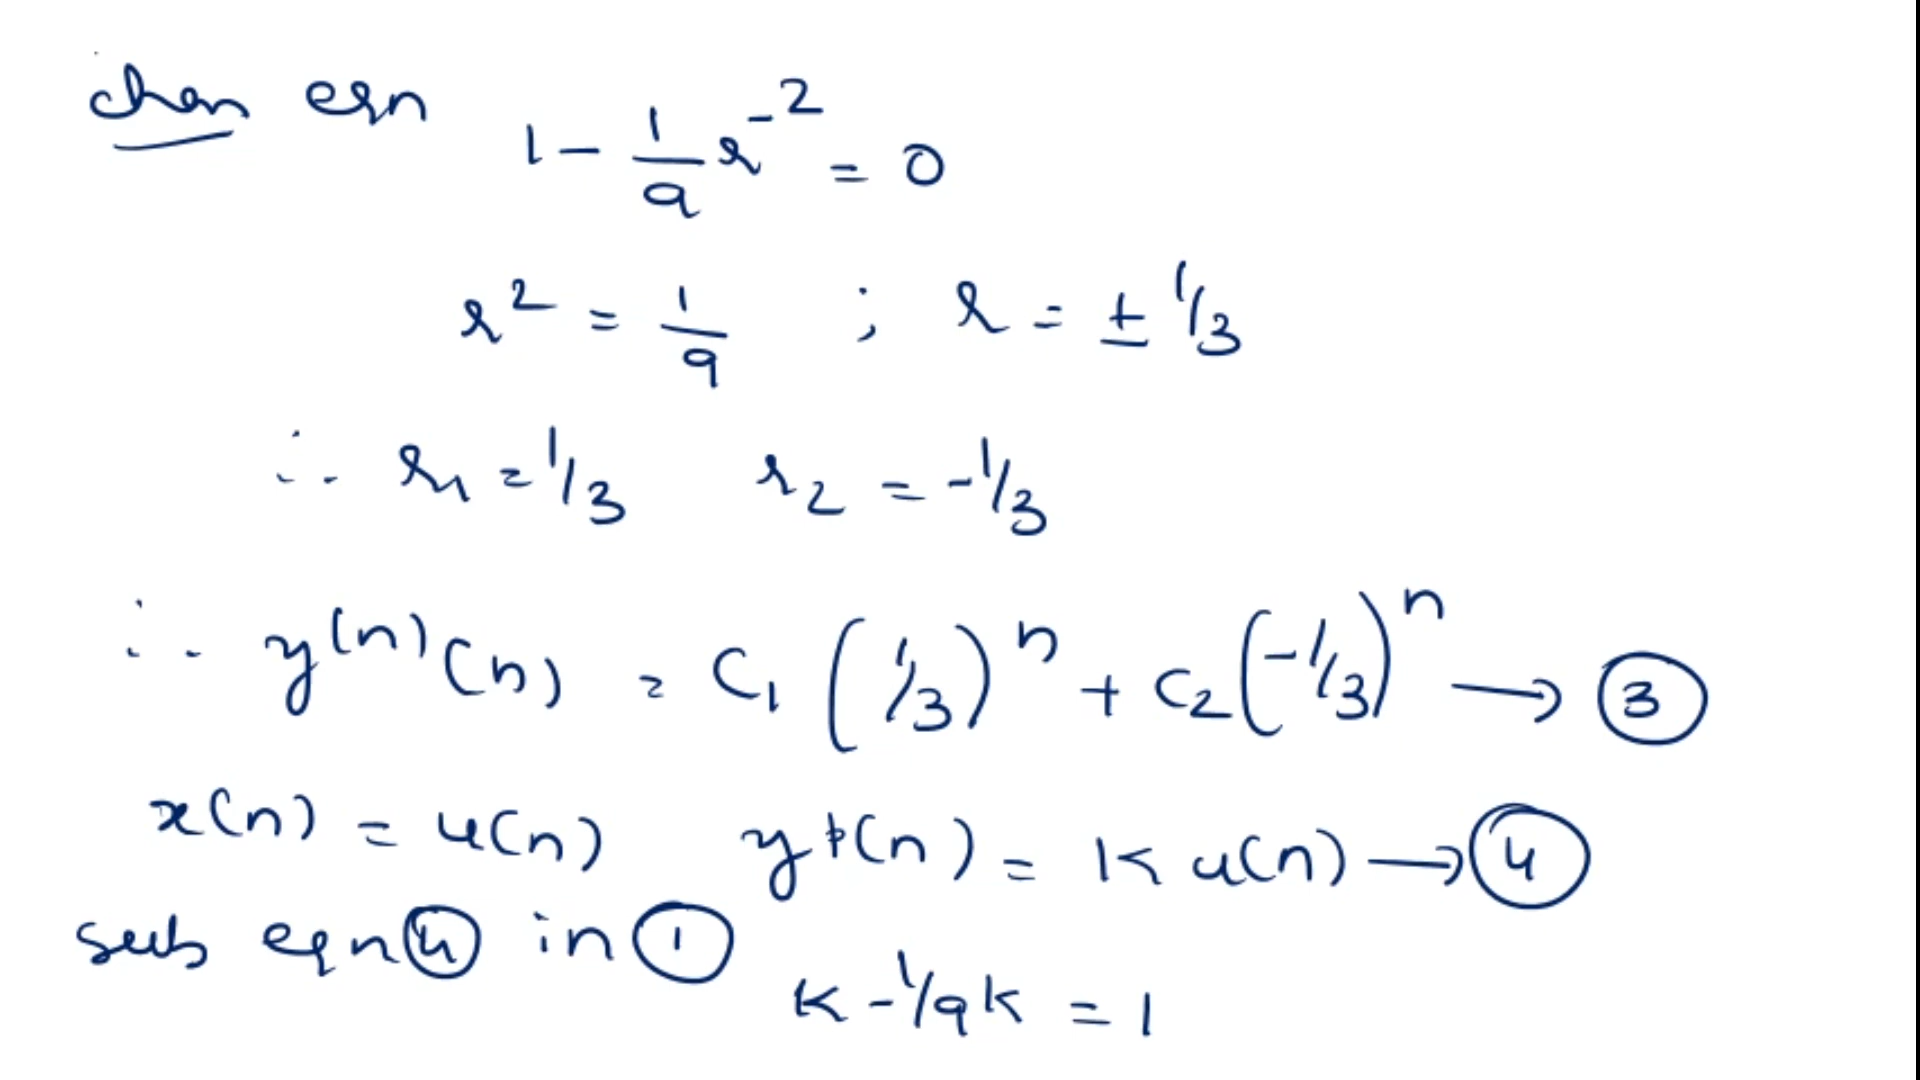 char eqn 1 - 1/9 r^-2 = 0
r^2 = 1/9 ; r = ± 1/3
∴ r1 = 1/3 r2 = -1/3
∴ y^(n)(n) = C1 (1/3)^n + C2 (-1/3)^n → ③
x(n) = u(n) yp(n) = K u(n) → ④
sub eqn ④ in ①
K - 1/9 K = 1